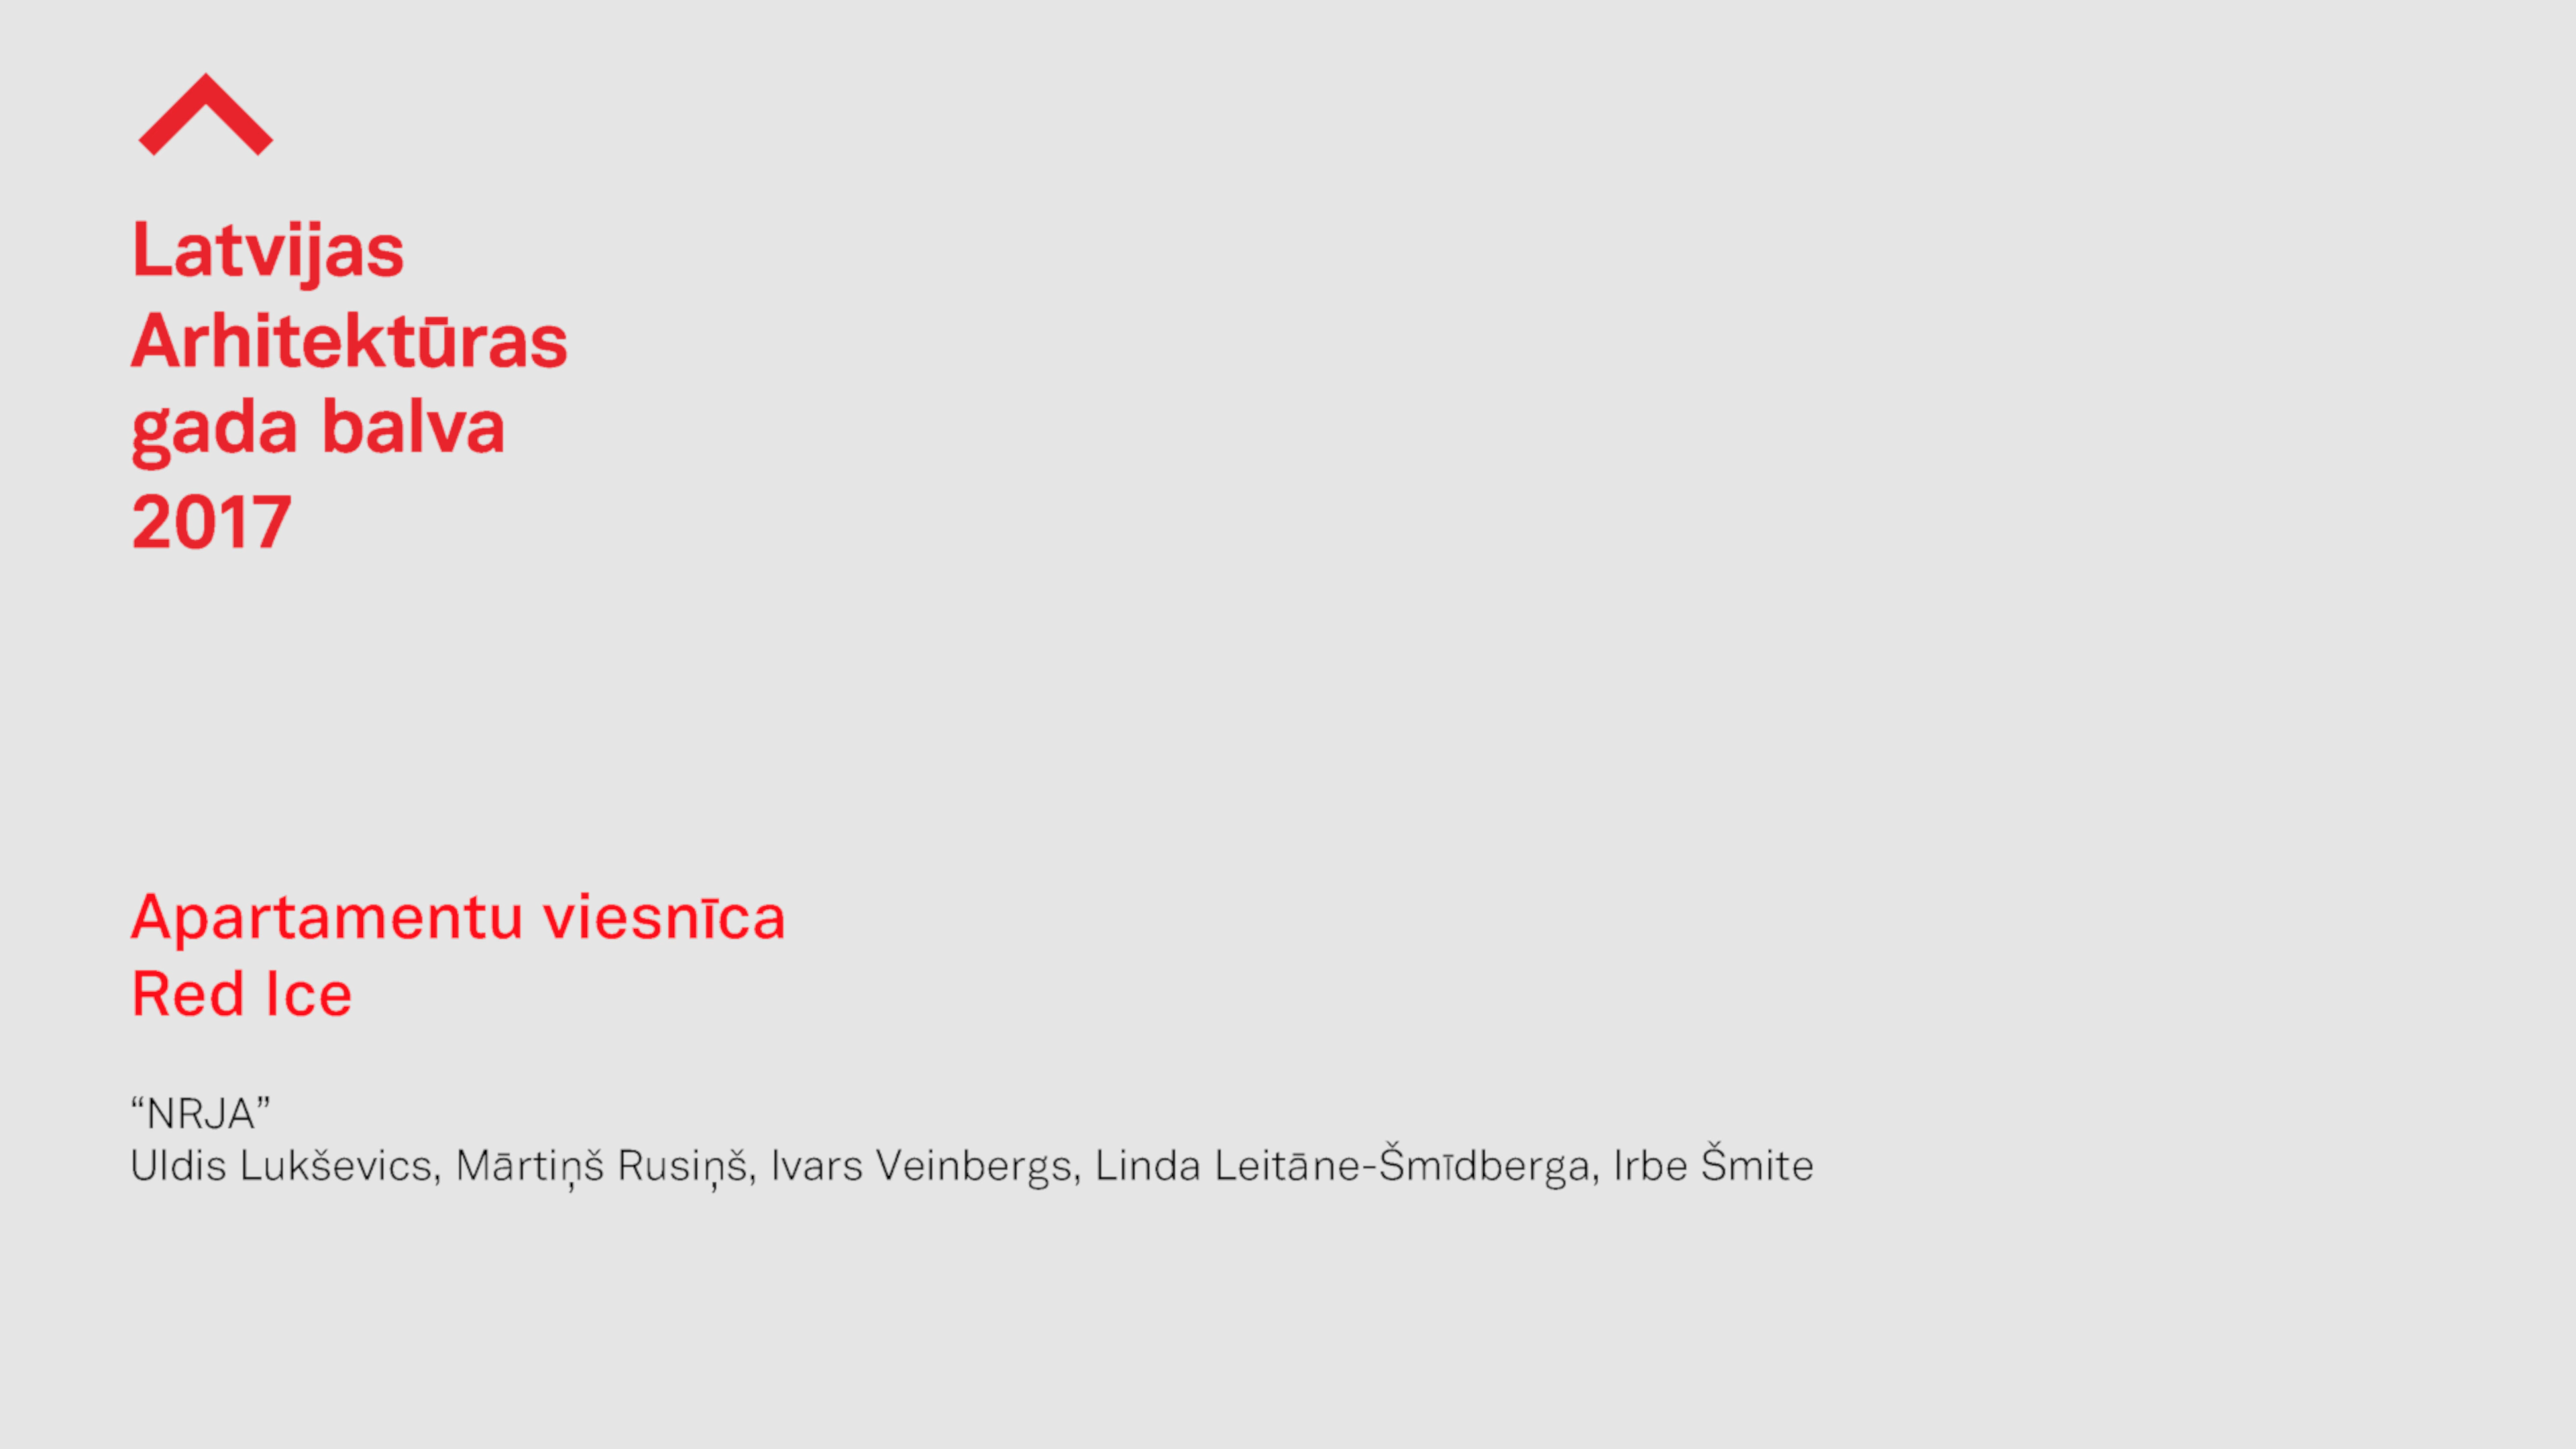 Latvijas
Arhitektūras
gada balva
2017
Apartamentu viesnīca
Red Ice
“NRJA”
Uldis Lukševics, Mārtiņš Rusiņš, Ivars Veinbergs, Linda Leitāne-Šmīdberga, Irbe Šmite